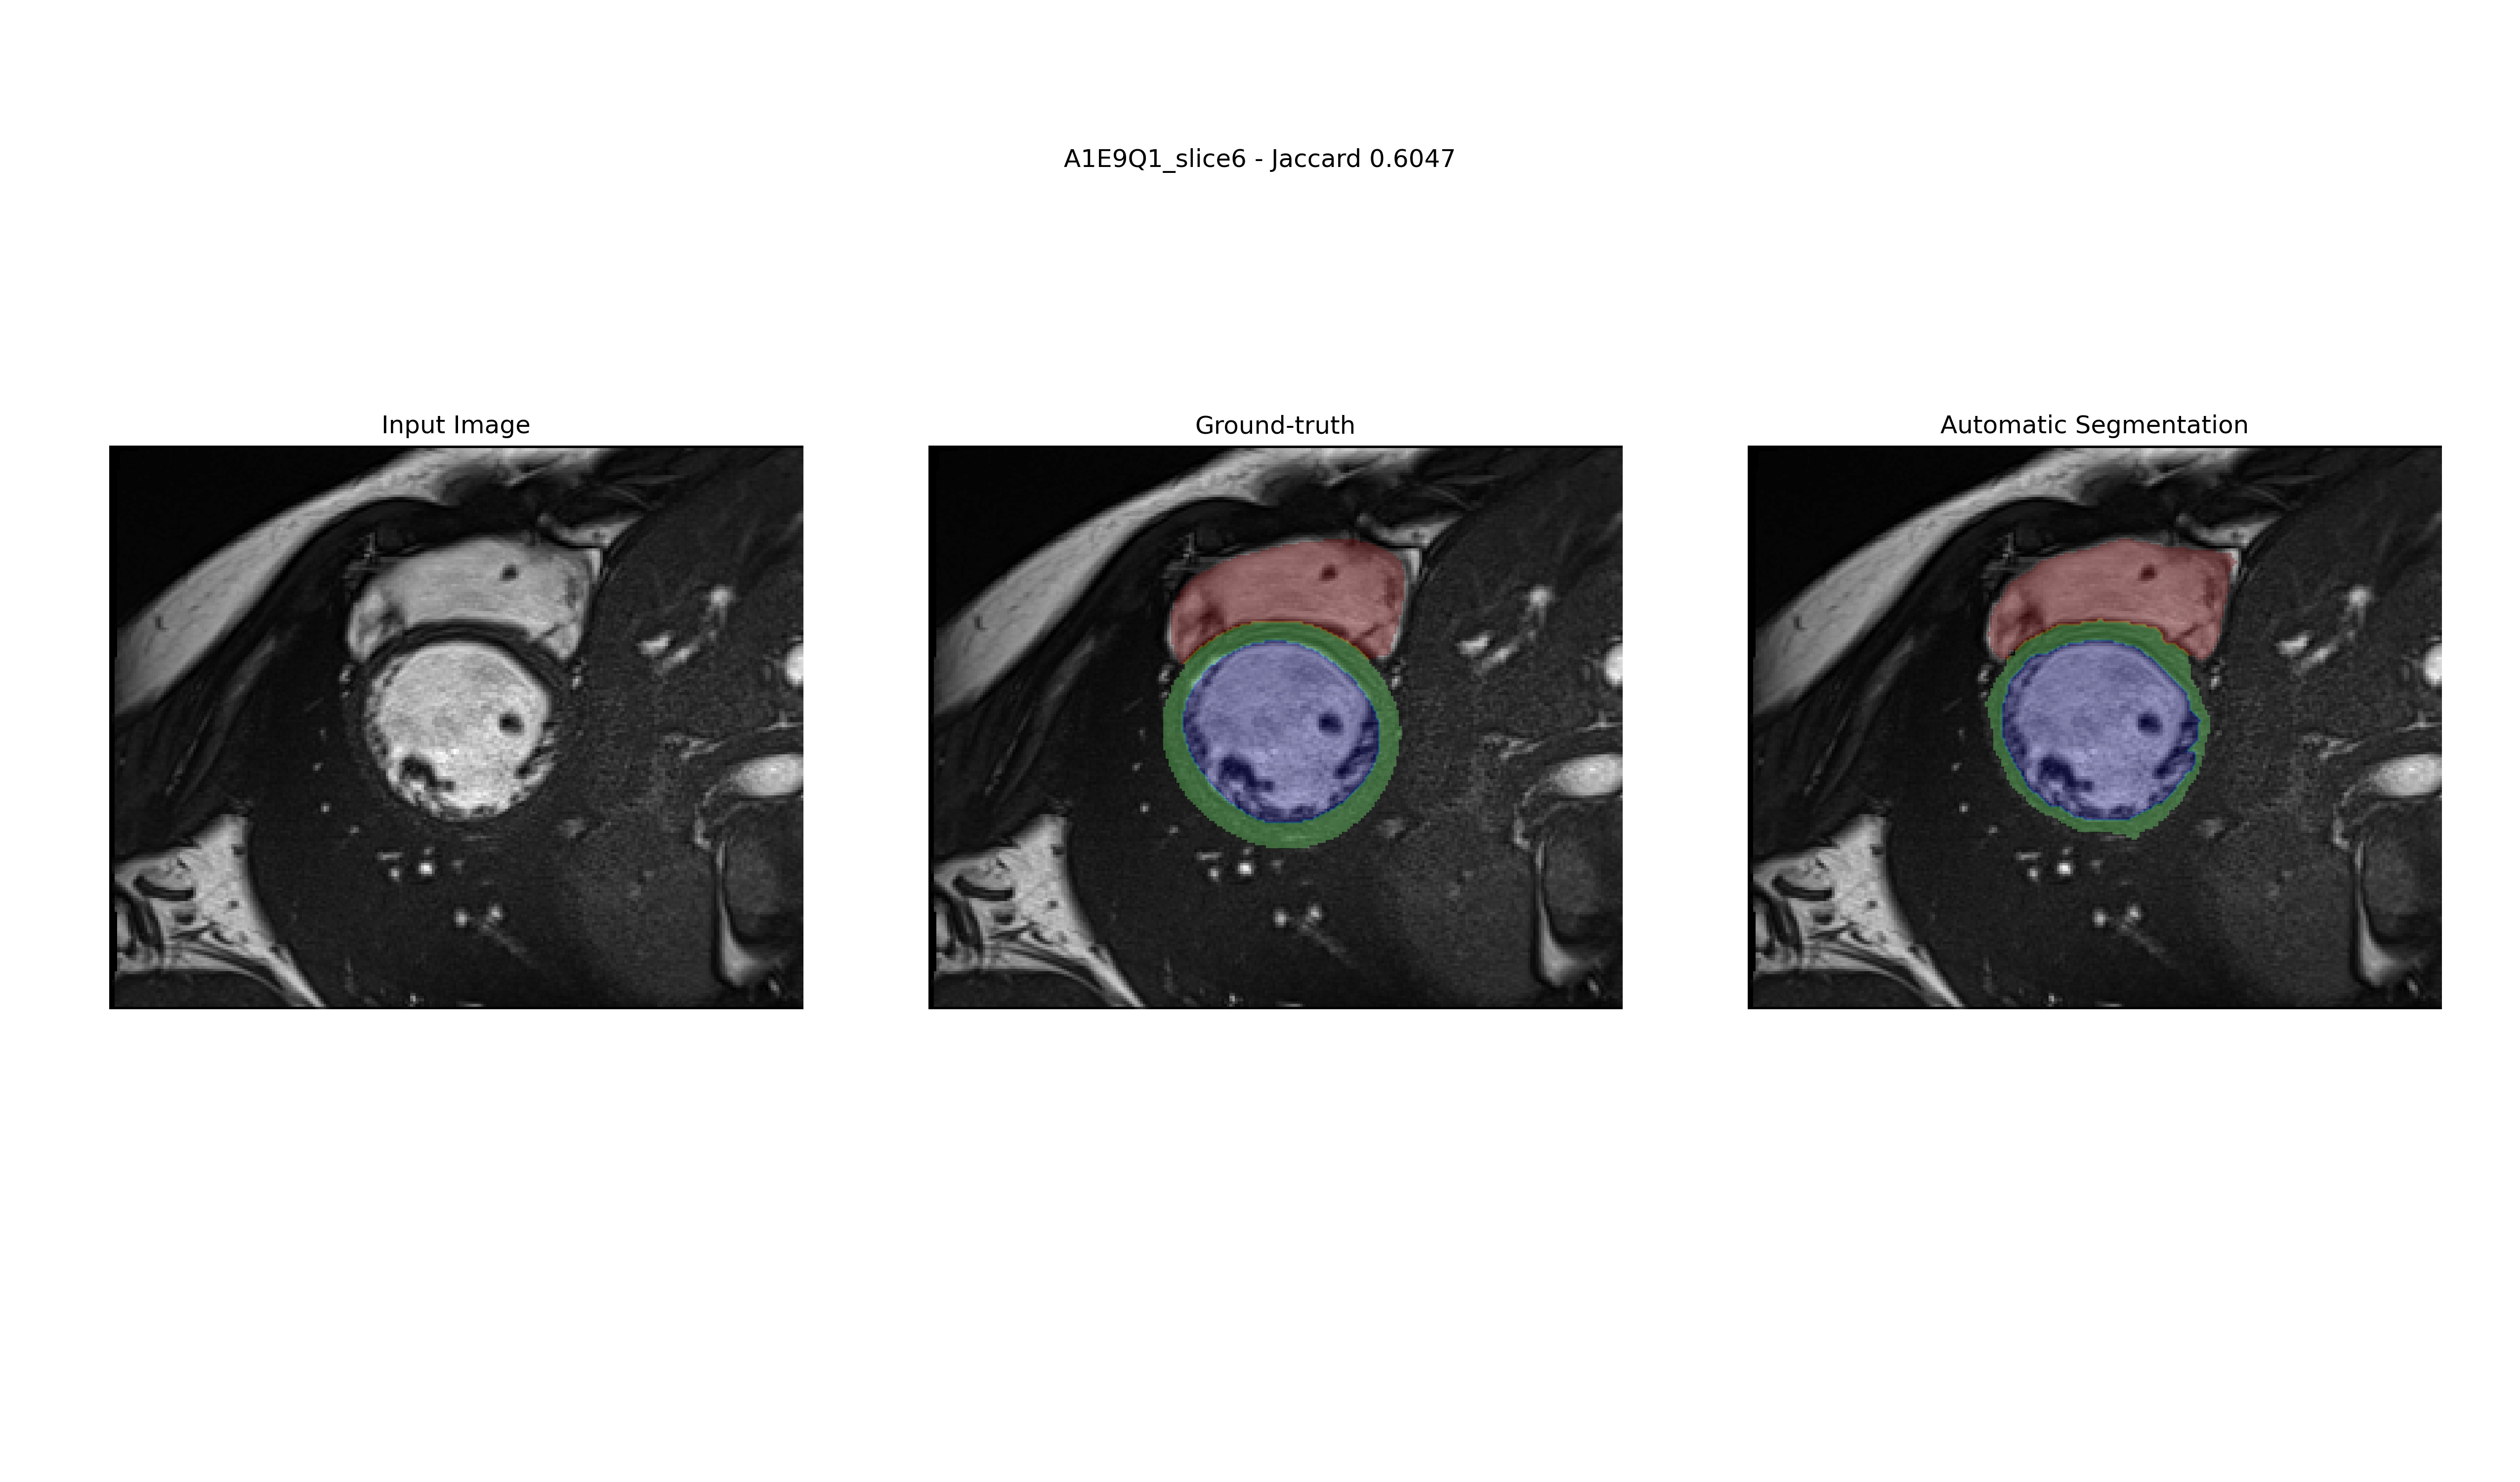 A1E9Q1_slice6 - Jaccard 0.6047
Input Image
Ground-truth
Automatic Segmentation